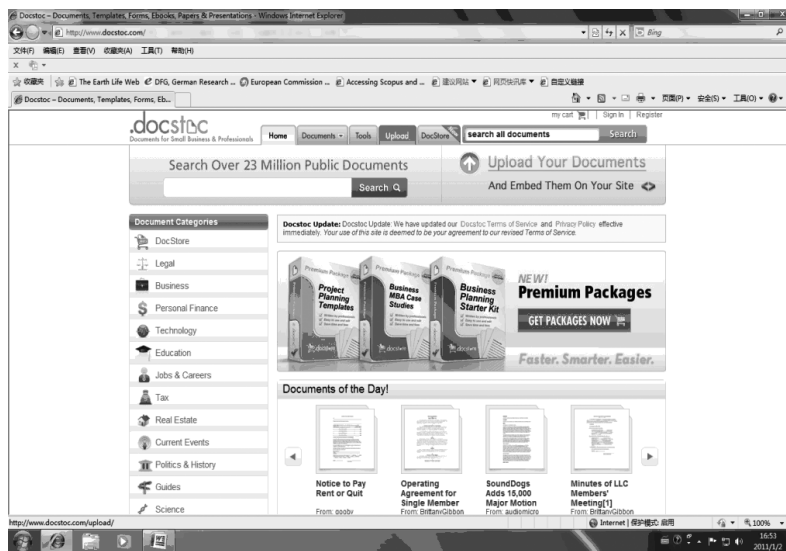 Docstoc – Documents, Templates, Forms, Ebooks, Papers & Presentations - Windows Internet Explorer
http://www.docstoc.com/
Bing
文件(F) 编辑(E) 查看(V) 收藏夹(A) 工具(T) 帮助(H)
x
收藏夹 The Earth Life Web DFG, German Research ... European Commission ... Accessing Scopus and ... 建议网站 网页快讯库 自定义链接
Docstoc – Documents, Templates, Forms, Eb...
页面(P) 安全(S) 工具(O)
my cart | Sign In | Register
.docstoc
Documents for Small Business & Professionals
Home Documents Tools Upload DocStore search all documents Search
Search Over 23 Million Public Documents
Search
Upload Your Documents
And Embed Them On Your Site
Document Categories
DocStore
Legal
Business
Personal Finance
Technology
Education
Jobs & Careers
Tax
Real Estate
Current Events
Politics & History
Guides
Science
Docstoc Update: Docstoc Update: We have updated our Docstoc Terms of Service and Privacy Policy effective
immediately. Your use of this site is deemed to be your agreement to our revised Terms of Service.
Premium Package
Project
Planning
Templates
docstoc
Premium Package
Business
MBA Case
Studies
docstoc
Premium Package
Business
Planning
Starter Kit
docstoc
NEW!
Premium Packages
GET PACKAGES NOW
Faster. Smarter. Easier.
Documents of the Day!
Notice to Pay
Rent or Quit
From:
Operating
Agreement for
Single Member
From: BrittanyGibbon
SoundDogs
Adds 15,000
Major Motion
From: audiomicro
Minutes of LLC
Members'
Meeting[1]
From: BrittanyGibbon
http://www.docstoc.com/upload/
Internet | 保护模式: 启用
100%
16:53
2011/1/2